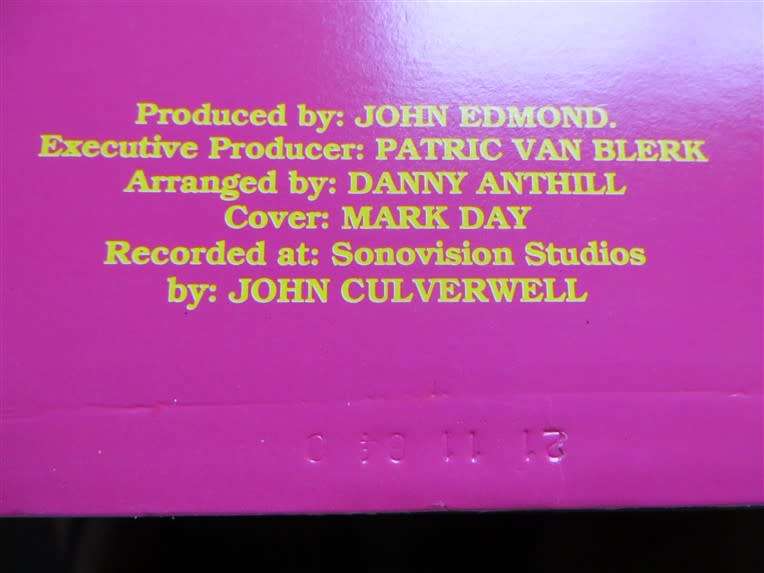 Produced by: JOHN EDMOND.
Executive Producer: PATRIC VAN BLERK
Arranged by: DANNY ANTHILL
Cover: MARK DAY
Recorded at: Sonovision Studios
by: JOHN CULVERWELL